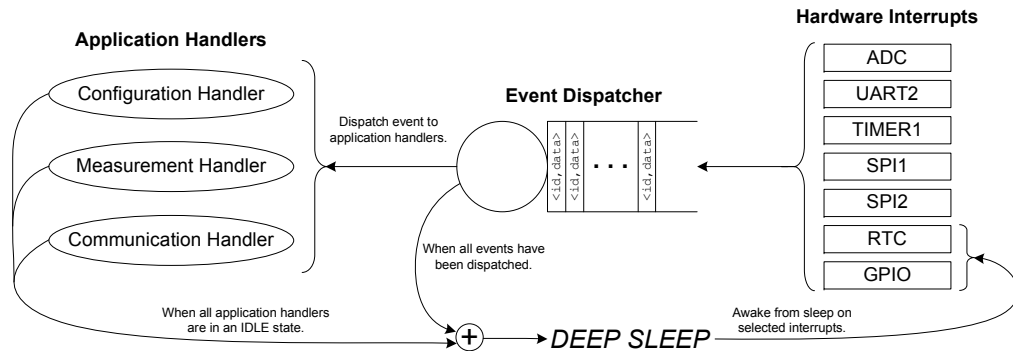 Hardware Interrupts
Application Handlers
Event Dispatcher
Configuration Handler
Measurement Handler
Communication Handler
Dispatch event to
application handlers.
<id,data>
<id,data>
...
<id,data>
ADC
UART2
TIMER1
SPI1
SPI2
RTC
GPIO
When all events have
been dispatched.
When all application handlers
are in an IDLE state.
+
DEEP SLEEP
Awake from sleep on
selected interrupts.